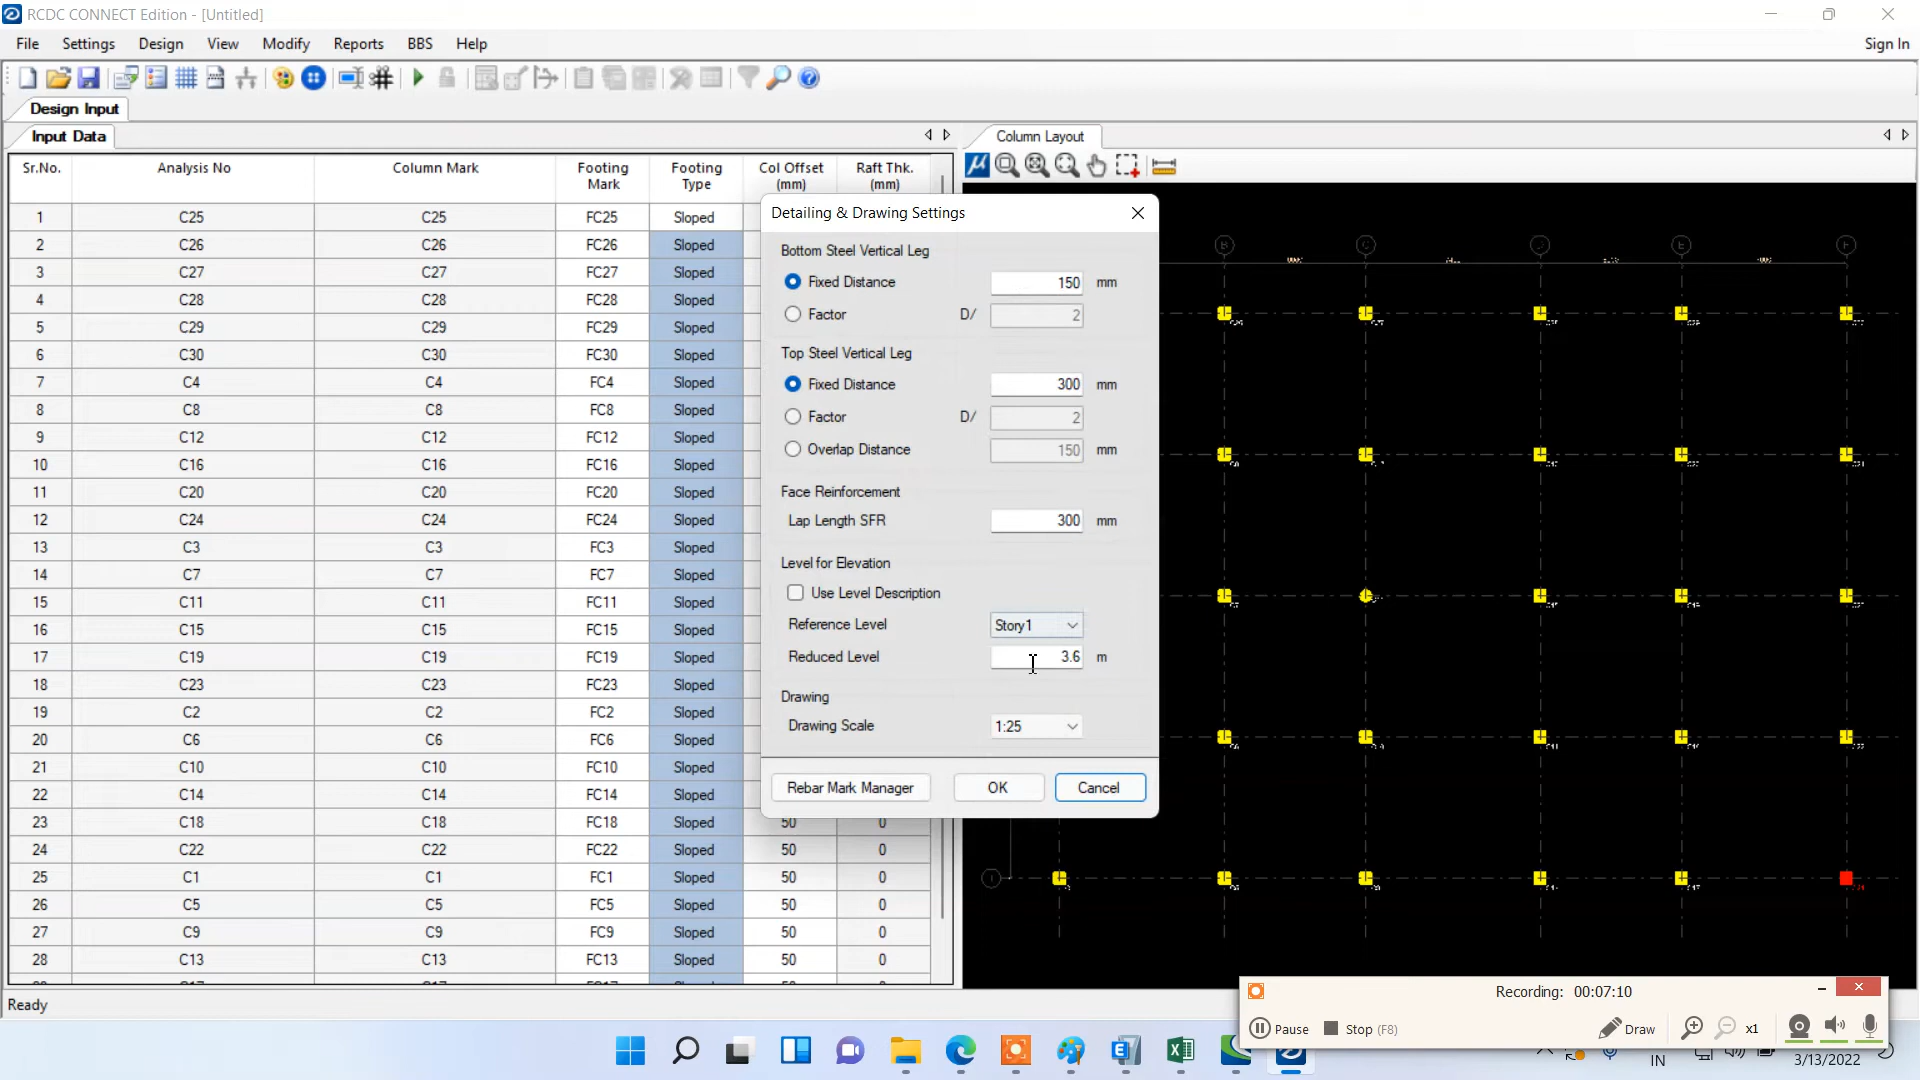 RCDC CONNECT Edition - [Untitled]
File Settings Design View Modify Reports BBS Help Sign In
Design Input
Input Data
Column Layout
Sr.No. Analysis No Column Mark Footing Mark Footing Type Col Offset (mm) Raft Thk. (mm)
1 C25 C25 FC25 Sloped
2 C26 C26 FC26 Sloped
3 C27 C27 FC27 Sloped
4 C28 C28 FC28 Sloped
5 C29 C29 FC29 Sloped
6 C30 C30 FC30 Sloped
7 C4 C4 FC4 Sloped
8 C8 C8 FC8 Sloped
9 C12 C12 FC12 Sloped
10 C16 C16 FC16 Sloped
11 C20 C20 FC20 Sloped
12 C24 C24 FC24 Sloped
13 C3 C3 FC3 Sloped
14 C7 C7 FC7 Sloped
15 C11 C11 FC11 Sloped
16 C15 C15 FC15 Sloped
17 C19 C19 FC19 Sloped
18 C23 C23 FC23 Sloped
19 C2 C2 FC2 Sloped
20 C6 C6 FC6 Sloped
21 C10 C10 FC10 Sloped
22 C14 C14 FC14 Sloped
23 C18 C18 FC18 Sloped 50 0
24 C22 C22 FC22 Sloped 50 0
25 C1 C1 FC1 Sloped 50 0
26 C5 C5 FC5 Sloped 50 0
27 C9 C9 FC9 Sloped 50 0
28 C13 C13 FC13 Sloped 50 0
Detailing & Drawing Settings
Bottom Steel Vertical Leg
Fixed Distance 150 mm
Factor D/ 2
Top Steel Vertical Leg
Fixed Distance 300 mm
Factor D/ 2
Overlap Distance 150 mm
Face Reinforcement
Lap Length SFR 300 mm
Level for Elevation
Use Level Description
Reference Level Story1
Reduced Level 3.6 m
Drawing
Drawing Scale 1:25
Rebar Mark Manager OK Cancel
Ready
Recording: 00:07:10
Pause Stop (F8) Draw x1
IN
3/13/2022